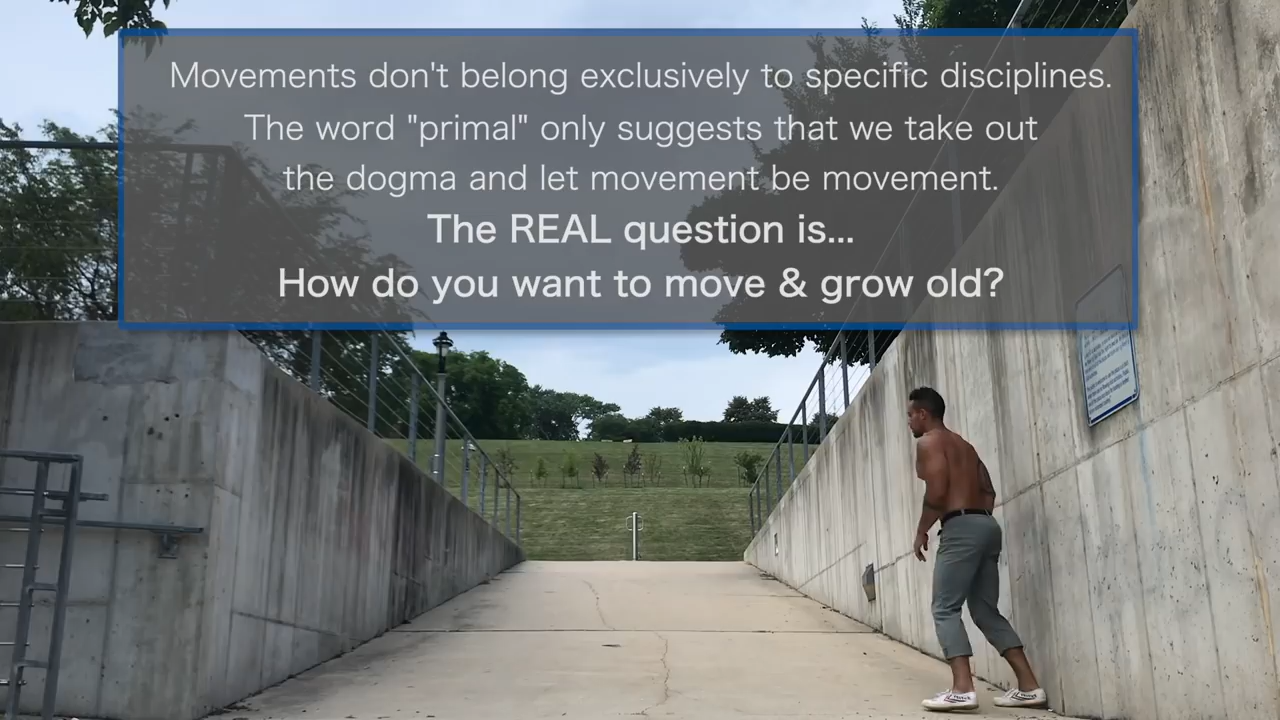 Movements don't belong exclusively to specific disciplines.
The word "primal" only suggests that we take out
the dogma and let movement be movement.
The REAL question is...
How do you want to move & grow old?